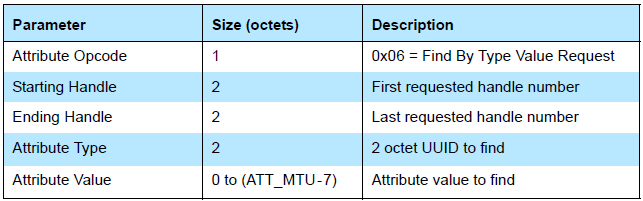 Parameter Size (octets) Description
Attribute Opcode 1 0x06 = Find By Type Value Request
Starting Handle 2 First requested handle number
Ending Handle 2 Last requested handle number
Attribute Type 2 2 octet UUID to find
Attribute Value 0 to (ATT_MTU-7) Attribute value to find